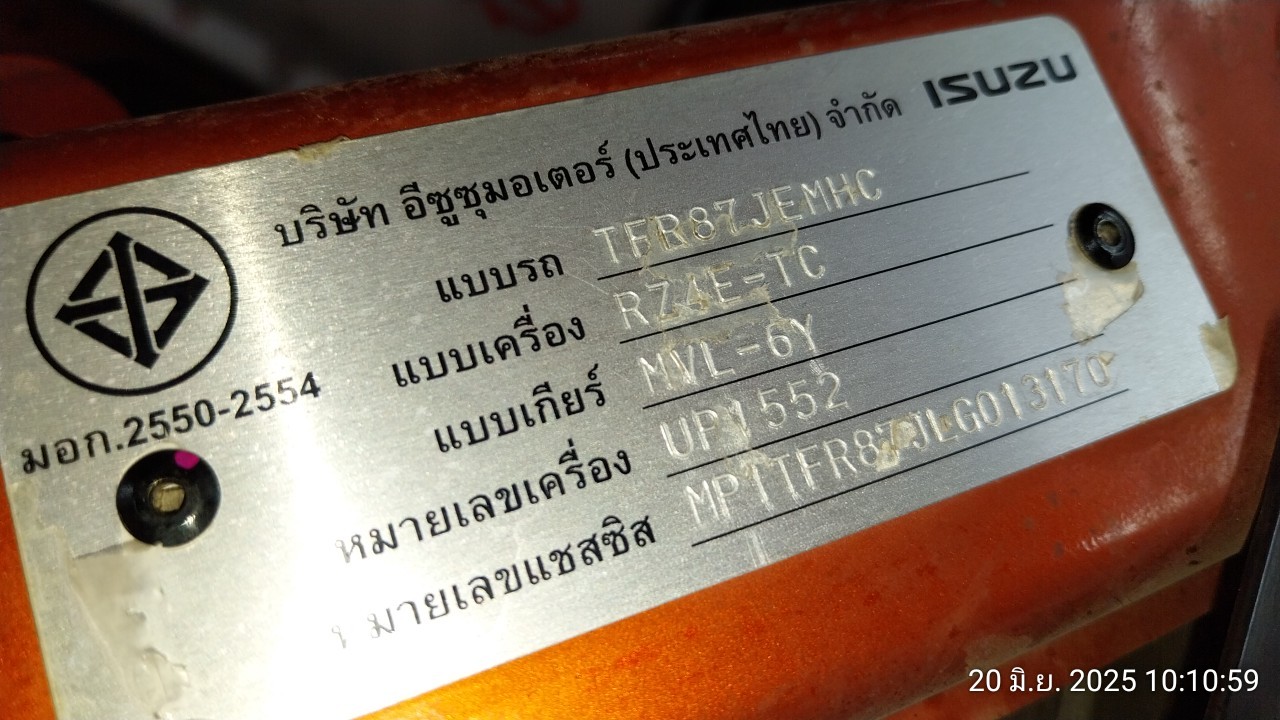 ISUZU
บริษัท อีซูซุมอเตอร์ (ประเทศไทย) จำกัด
แบบรถ TFR87JEMHC
แบบเครื่อง RZ4E-TC
แบบเกียร์ MVL-6Y
หมายเลขเครื่อง UP1552
หมายเลขแชสซิส MP1TFR87JLG013170
มอก.2550-2554
20 มิ.ย. 2025 10:10:59